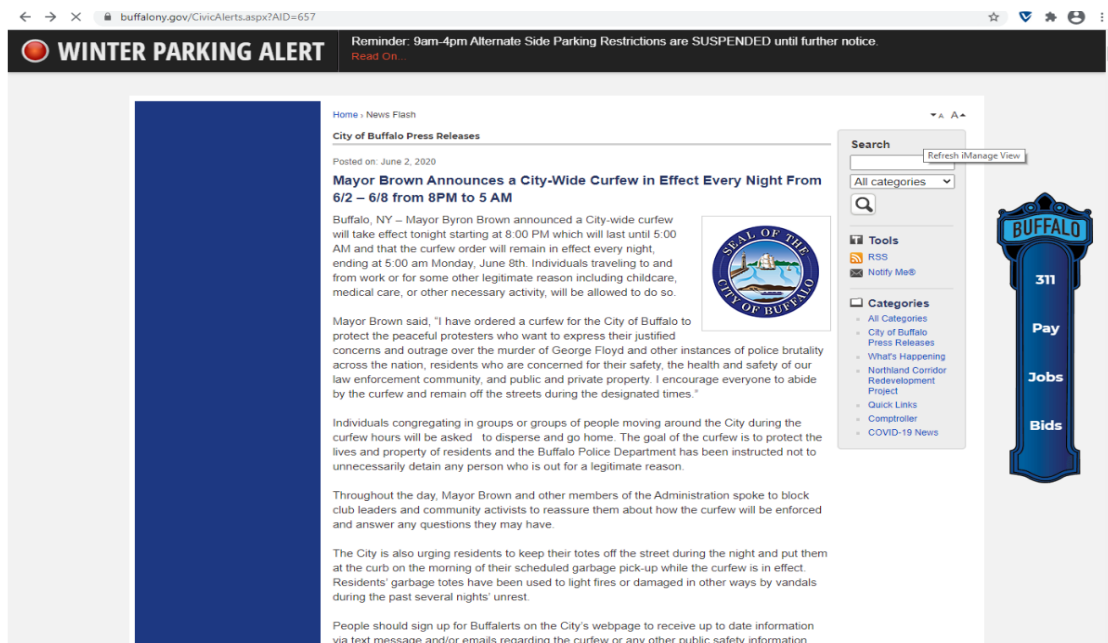 buffalony.gov/CivicAlerts.aspx?AID=657
WINTER PARKING ALERT
Reminder: 9am-4pm Alternate Side Parking Restrictions are SUSPENDED until further notice.
Read On...
Home › News Flash
A A
City of Buffalo Press Releases
Posted on: June 2, 2020
Mayor Brown Announces a City-Wide Curfew in Effect Every Night From
6/2 – 6/8 from 8PM to 5 AM
Buffalo, NY – Mayor Byron Brown announced a City-wide curfew
will take effect tonight starting at 8:00 PM which will last until 5:00
AM and that the curfew order will remain in effect every night,
ending at 5:00 am Monday, June 8th. Individuals traveling to and
from work or for some other legitimate reason including childcare,
medical care, or other necessary activity, will be allowed to do so.
SEAL OF THE
CITY OF BUFFALO
Mayor Brown said, "I have ordered a curfew for the City of Buffalo to
protect the peaceful protesters who want to express their justified
concerns and outrage over the murder of George Floyd and other instances of police brutality
across the nation, residents who are concerned for their safety, the health and safety of our
law enforcement community, and public and private property. I encourage everyone to abide
by the curfew and remain off the streets during the designated times."
Individuals congregating in groups or groups of people moving around the City during the
curfew hours will be asked to disperse and go home. The goal of the curfew is to protect the
lives and property of residents and the Buffalo Police Department has been instructed not to
unnecessarily detain any person who is out for a legitimate reason.
Throughout the day, Mayor Brown and other members of the Administration spoke to block
club leaders and community activists to reassure them about how the curfew will be enforced
and answer any questions they may have.
The City is also urging residents to keep their totes off the street during the night and put them
at the curb on the morning of their scheduled garbage pick-up while the curfew is in effect.
Residents' garbage totes have been used to light fires or damaged in other ways by vandals
during the past several nights' unrest.
People should sign up for Buffalerts on the City's webpage to receive up to date information
via text message and/or emails regarding the curfew or any other public safety information
Search
Refresh iManage View
All categories
Tools
RSS
Notify Me®
Categories
All Categories
City of Buffalo
Press Releases
What's Happening
Northland Corridor
Redevelopment
Project
Quick Links
Comptroller
COVID-19 News
BUFFALO
311
Pay
Jobs
Bids